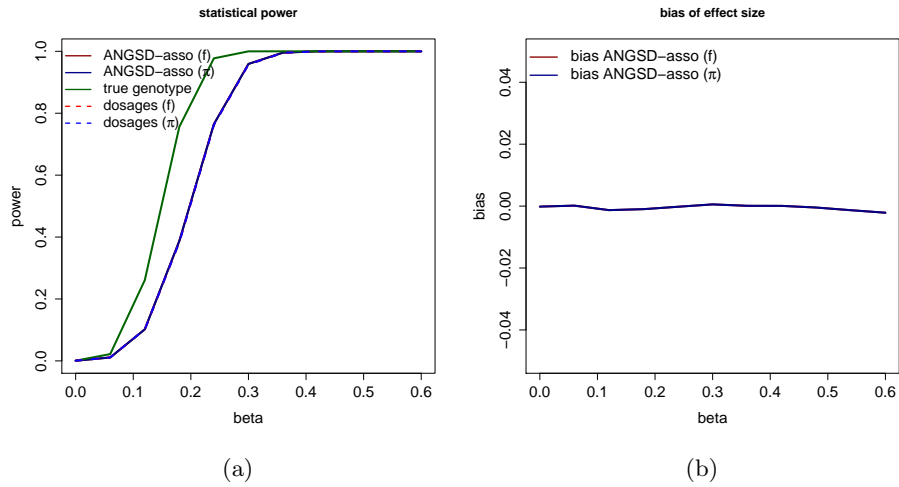 statistical power
ANGSD−asso (f)
ANGSD−asso (π)
true genotype
dosages (f)
dosages (π)
power
0.0 0.2 0.4 0.6 0.8 1.0
0.0 0.1 0.2 0.3 0.4 0.5 0.6
beta
(a)
bias of effect size
bias ANGSD−asso (f)
bias ANGSD−asso (π)
bias
−0.04 −0.02 0.00 0.02 0.04
0.0 0.1 0.2 0.3 0.4 0.5 0.6
beta
(b)